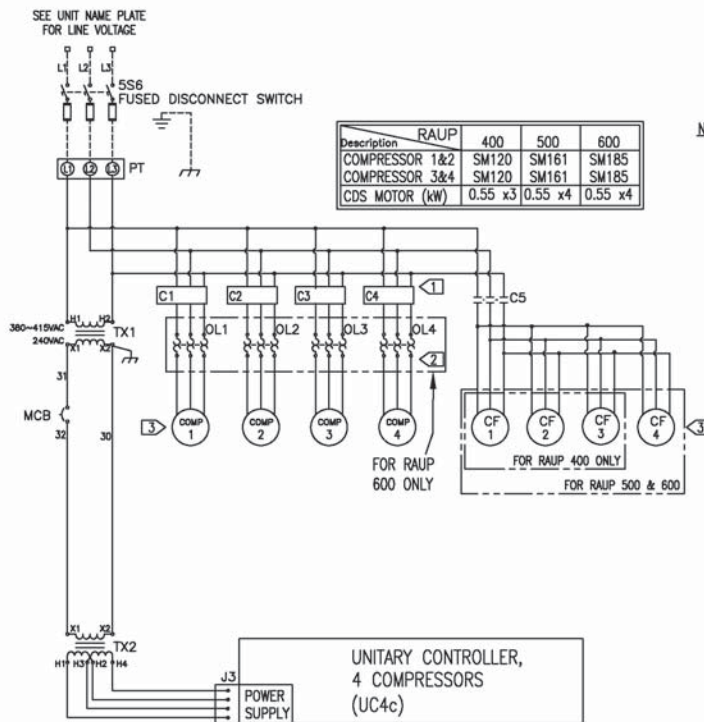 SEE UNIT NAME PLATE
FOR LINE VOLTAGE
L1 L2 L3
5S6
FUSED DISCONNECT SWITCH
L1 L2 L3 PT
Description RAUP 400 500 600
COMPRESSOR 1&2 SM120 SM161 SM185
COMPRESSOR 3&4 SM120 SM161 SM185
CDS MOTOR (kW) 0.55 x3 0.55 x4 0.55 x4
N
C1 C2 C3 C4 1
C5
H1 H2
380~415VAC TX1
240VAC
X1 X2
OL1 OL2 OL3 OL4
2
31
MCB
32 30
3 COMP 1 COMP 2 COMP 3 COMP 4
CF 1 CF 2 CF 3 CF 4 3
FOR RAUP
600 ONLY
FOR RAUP 400 ONLY
FOR RAUP 500 & 600
X1 X2
TX2
H1 H3 H2 H4
J3
POWER
SUPPLY
UNITARY CONTROLLER,
4 COMPRESSORS
(UC4c)